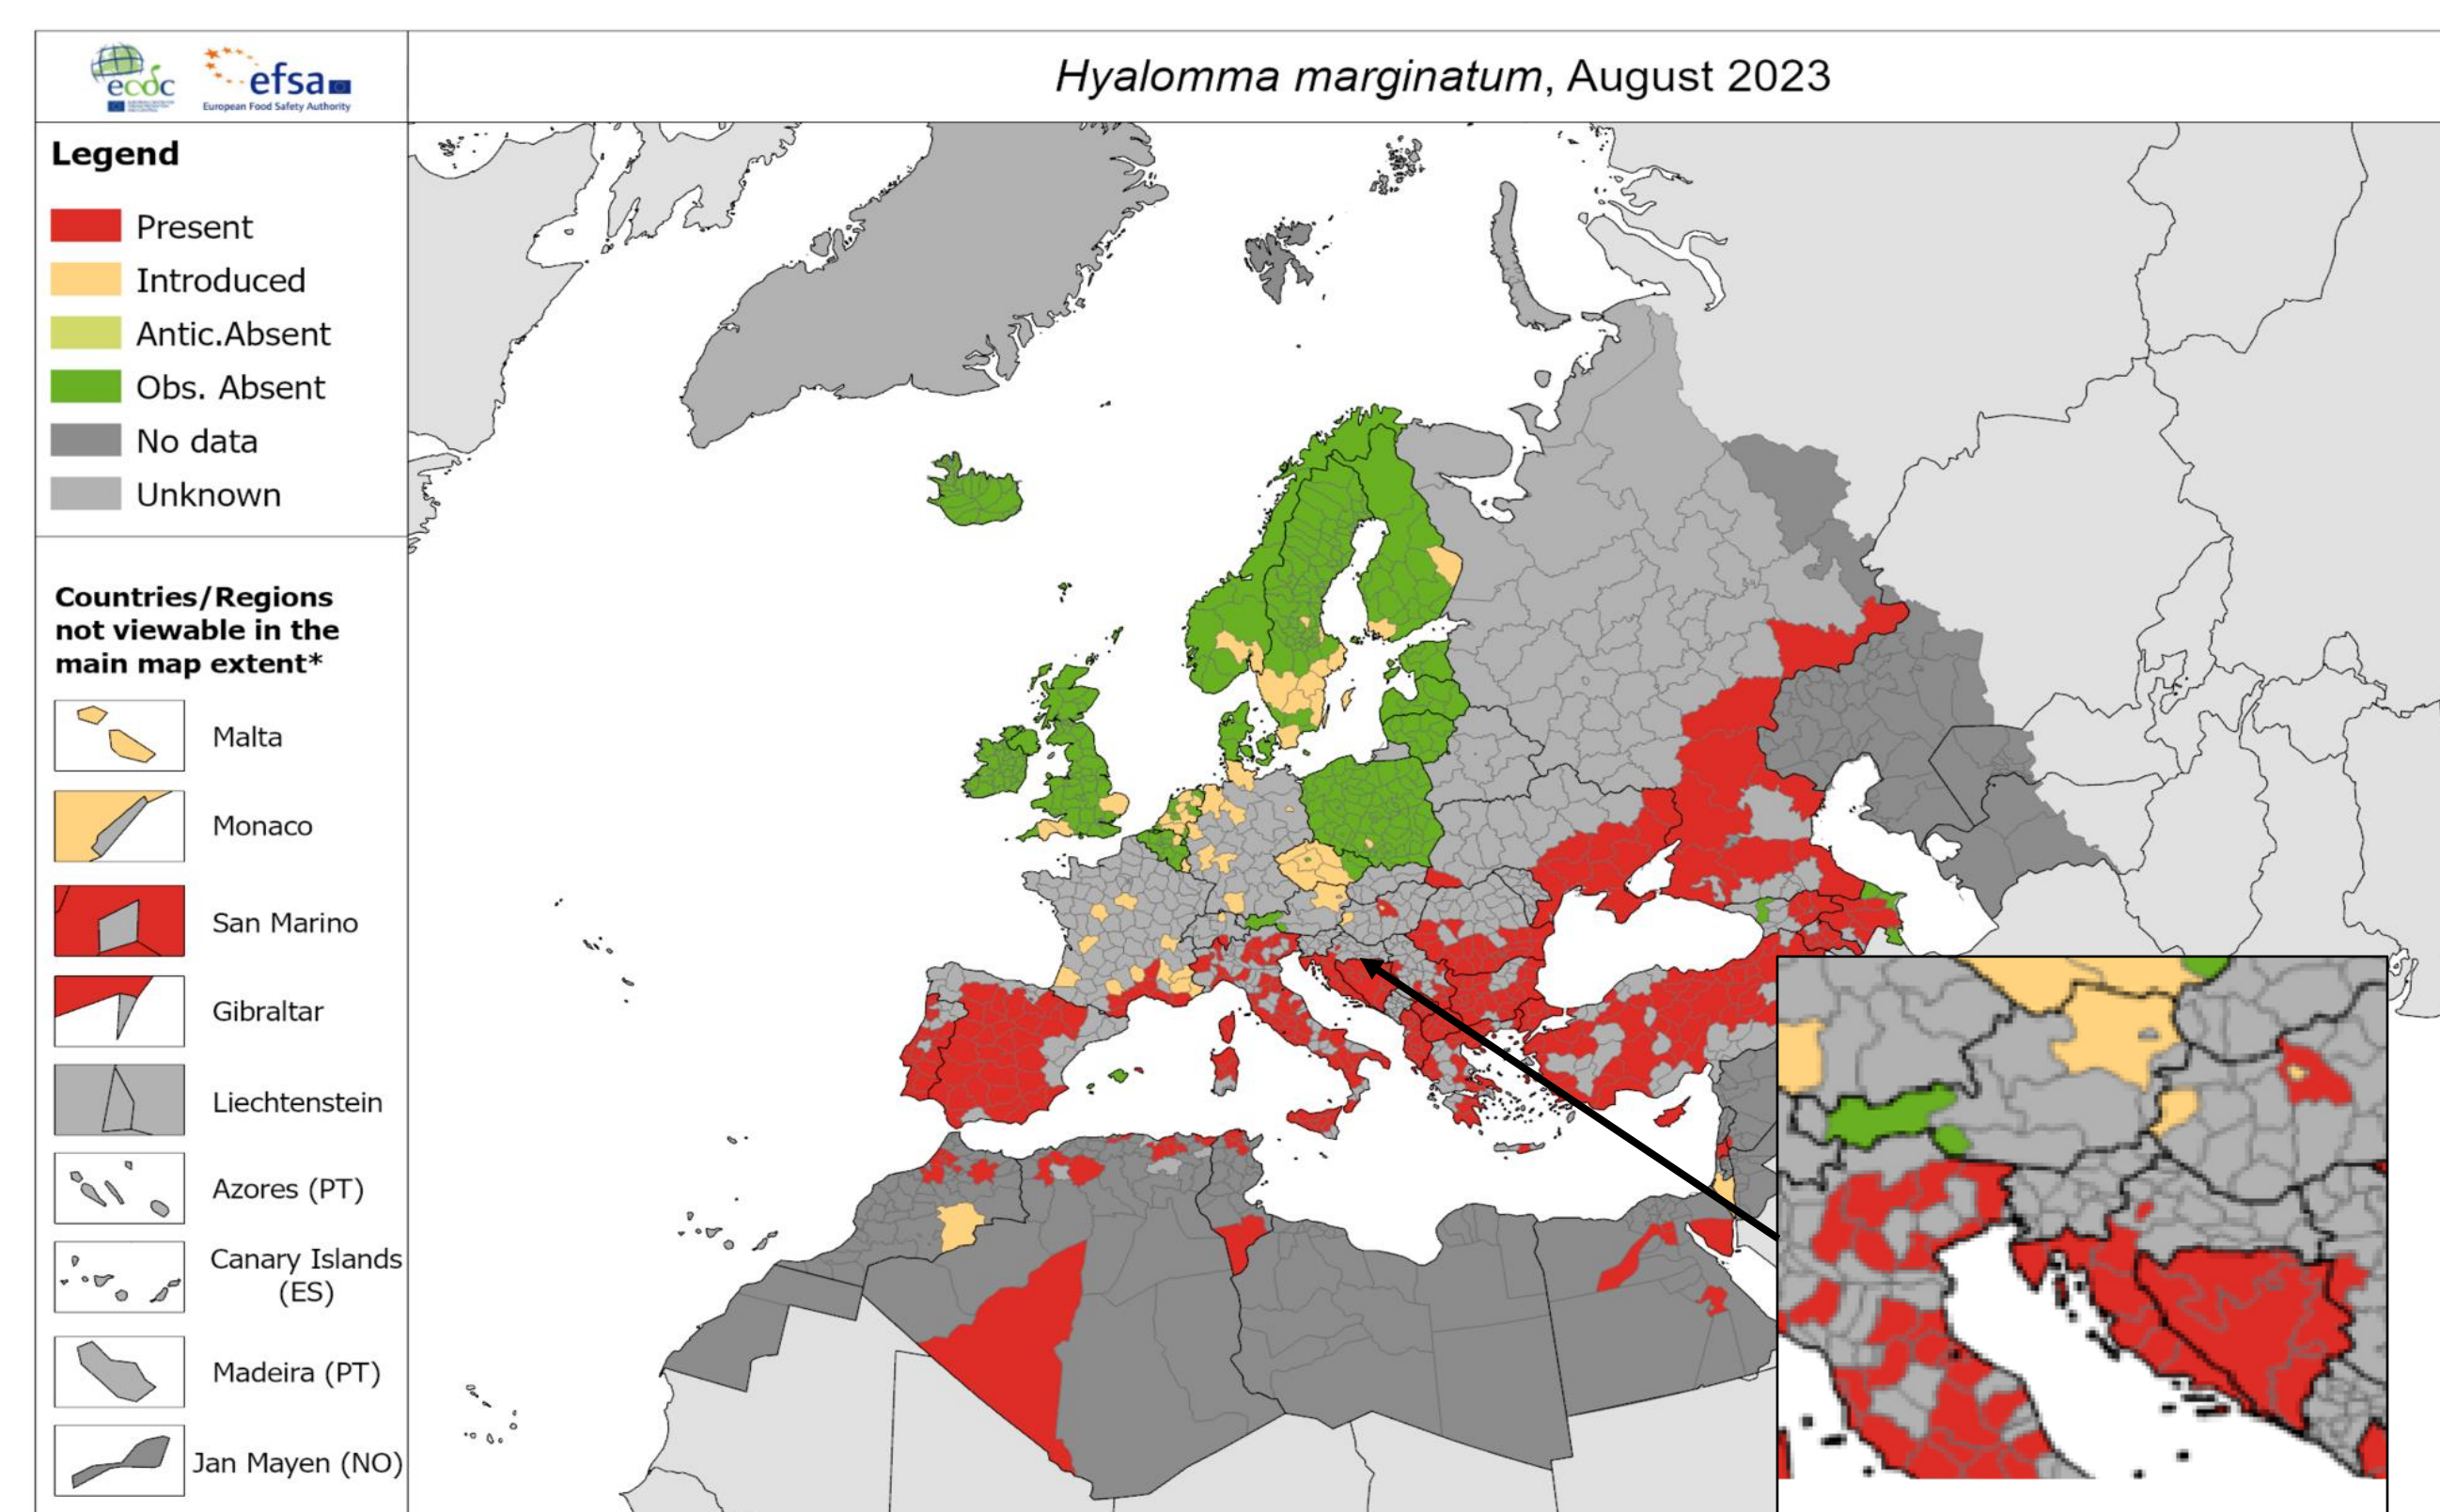 ecdc
efsa
European Food Safety Authority
Hyalomma marginatum, August 2023
Legend
Present
Introduced
Antic.Absent
Obs. Absent
No data
Unknown
Countries/Regions
not viewable in the
main map extent*
Malta
Monaco
San Marino
Gibraltar
Liechtenstein
Azores (PT)
Canary Islands
(ES)
Madeira (PT)
Jan Mayen (NO)